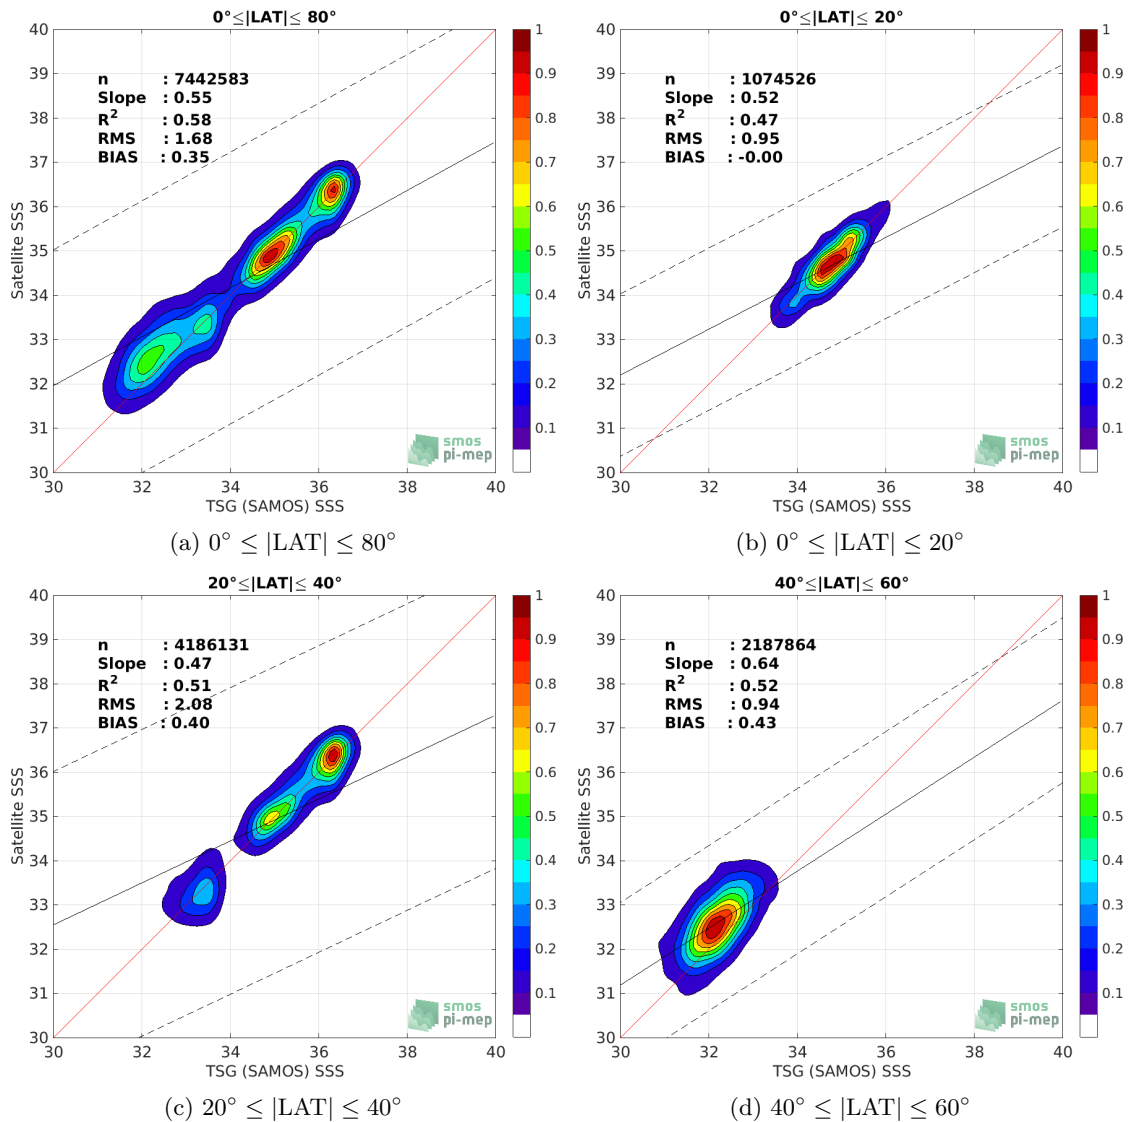 0°≤|LAT|≤ 80°
n : 7442583
Slope : 0.55
R² : 0.58
RMS : 1.68
BIAS : 0.35
Satellite SSS
40
39
38
37
36
35
34
33
32
31
30
30 32 34 36 38 40
TSG (SAMOS) SSS
1
0.9
0.8
0.7
0.6
0.5
0.4
0.3
0.2
0.1
smos
pi-mep
(a) 0° ≤ |LAT| ≤ 80°
0°≤|LAT|≤ 20°
n : 1074526
Slope : 0.52
R² : 0.47
RMS : 0.95
BIAS : -0.00
Satellite SSS
40
39
38
37
36
35
34
33
32
31
30
30 32 34 36 38 40
TSG (SAMOS) SSS
1
0.9
0.8
0.7
0.6
0.5
0.4
0.3
0.2
0.1
smos
pi-mep
(b) 0° ≤ |LAT| ≤ 20°
20°≤|LAT|≤ 40°
n : 4186131
Slope : 0.47
R² : 0.51
RMS : 2.08
BIAS : 0.40
Satellite SSS
40
39
38
37
36
35
34
33
32
31
30
30 32 34 36 38 40
TSG (SAMOS) SSS
1
0.9
0.8
0.7
0.6
0.5
0.4
0.3
0.2
0.1
smos
pi-mep
(c) 20° ≤ |LAT| ≤ 40°
40°≤|LAT|≤ 60°
n : 2187864
Slope : 0.64
R² : 0.52
RMS : 0.94
BIAS : 0.43
Satellite SSS
40
39
38
37
36
35
34
33
32
31
30
30 32 34 36 38 40
TSG (SAMOS) SSS
1
0.9
0.8
0.7
0.6
0.5
0.4
0.3
0.2
0.1
smos
pi-mep
(d) 40° ≤ |LAT| ≤ 60°